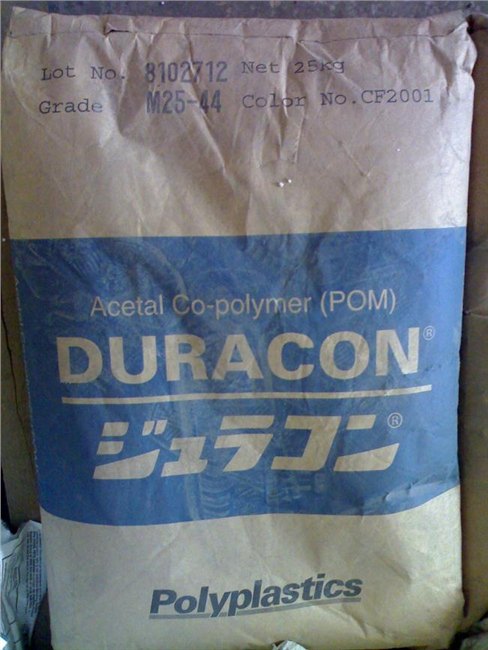 Lot No. 8102712 Net 25kg
Grade M25-44 Color No.CF2001
Acetal Co-polymer (POM)
DURACON®
ジュラコン®
Polyplastics